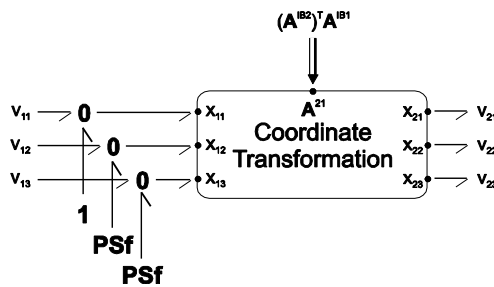 (A^IB2)^T A^IB1
A^21
V11 0 X11 X21 V21
Coordinate
V12 0 X12 X22 V22
Transformation
V13 0 X13 X23 V22
1
PSf
PSf